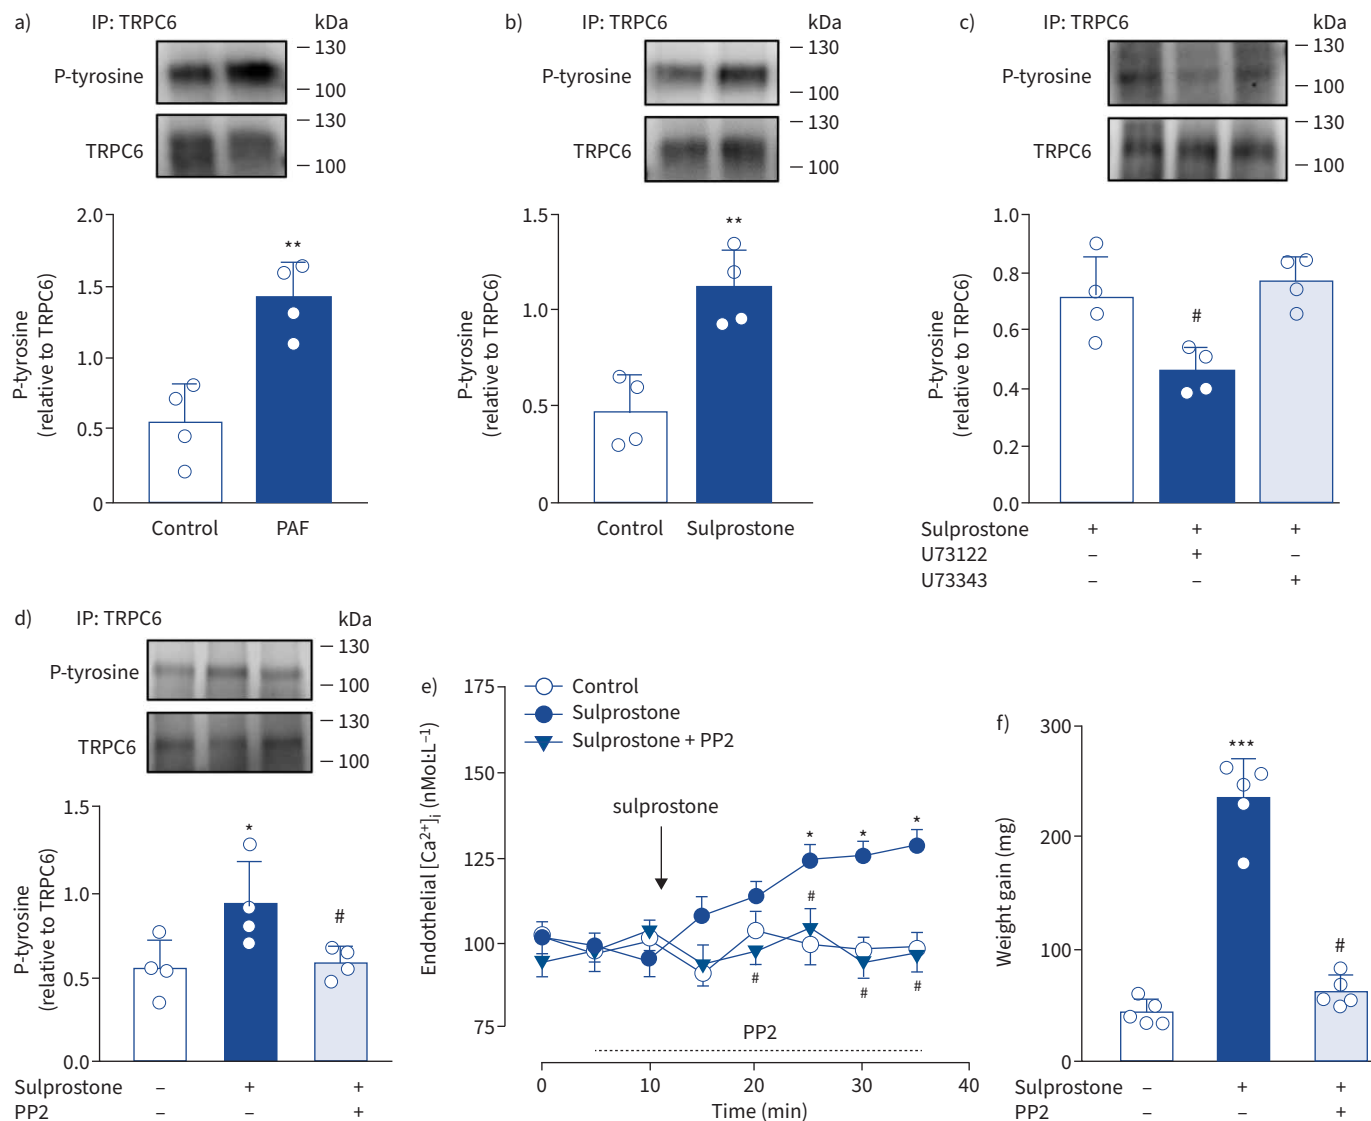 a) IP: TRPC6 kDa
P-tyrosine
– 130
– 100
TRPC6
– 130
– 100
P-tyrosine
(relative to TRPC6)
2.0
1.5
1.0
0.5
0
**
Control PAF
b) IP: TRPC6 kDa
P-tyrosine
– 130
– 100
TRPC6
– 130
– 100
P-tyrosine
(relative to TRPC6)
1.5
1.0
0.5
0
**
Control Sulprostone
c) IP: TRPC6 kDa
P-tyrosine
– 130
– 100
TRPC6
– 130
– 100
P-tyrosine
(relative to TRPC6)
1.0
0.8
0.6
0.4
0.2
0.0
#
Sulprostone + + +
U73122 – + –
U73343 – – +
d) IP: TRPC6 kDa
P-tyrosine
– 130
– 100
TRPC6
– 130
– 100
P-tyrosine
(relative to TRPC6)
1.5
1.0
0.5
0.0
*
#
Sulprostone – + +
PP2 – – +
e)
Endothelial [Ca²⁺]ᵢ (nMoL·L⁻¹)
175
150
125
100
75
Control
Sulprostone
Sulprostone + PP2
sulprostone
* * *
#
# # #
PP2
0 10 20 30 40
Time (min)
f)
Weight gain (mg)
300
200
100
0
***
#
Sulprostone – + +
PP2 – – +